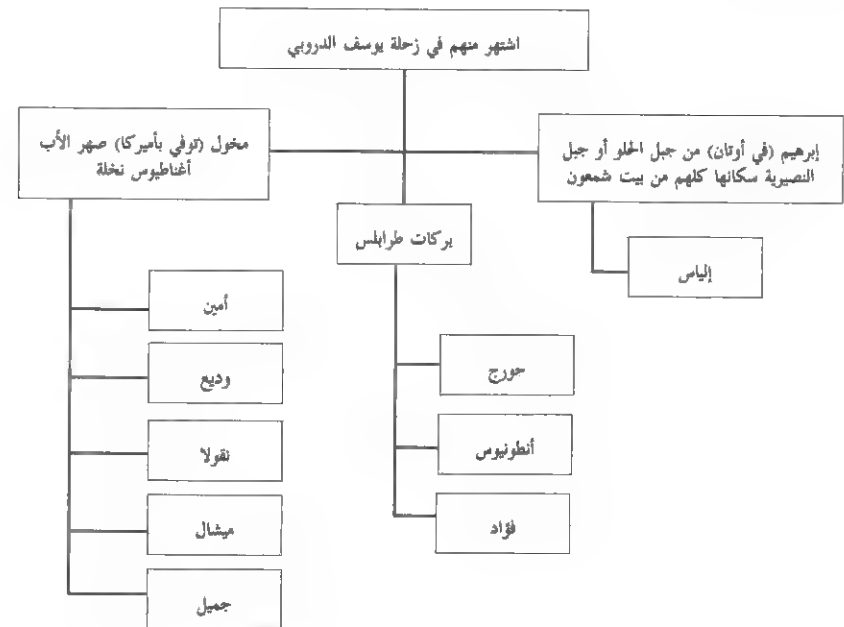 اشتهر منهم في زحلة يوسف الدروبي
إبرهيم (في أوتان) من جبل الحلو أو جبل
النصيرية سكانها كلهم من بيت شمعون
إلياس
بركات طرابلس
جورج
أنطونيوس
فؤاد
مخول (توفي بأميركا) صهر الأب
أغناطيوس نخلة
أمين
وديع
نقولا
ميشال
جميل